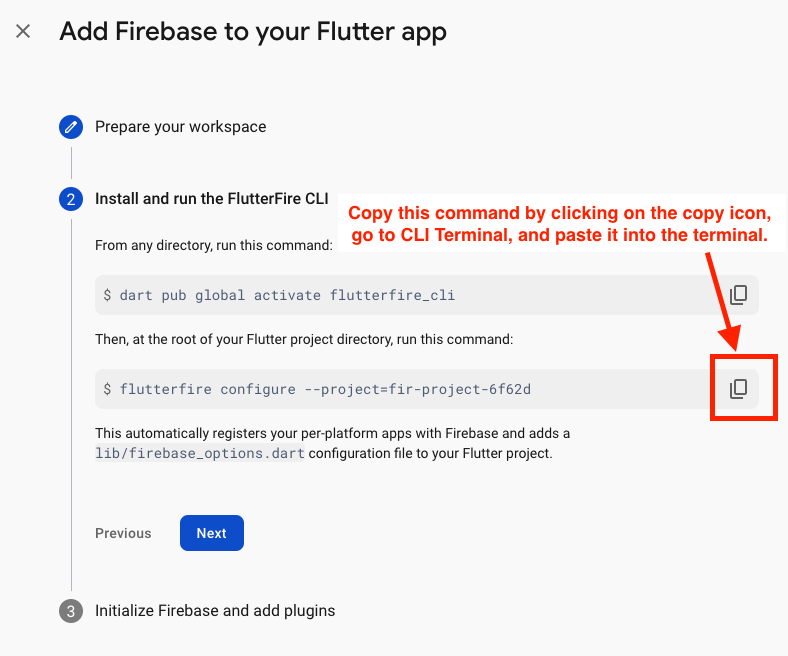 Add Firebase to your Flutter app
Prepare your workspace
2
Install and run the FlutterFire CLI
Copy this command by clicking on the copy icon,
go to CLI Terminal, and paste it into the terminal.
From any directory, run this command:
$ dart pub global activate flutterfire_cli
Then, at the root of your Flutter project directory, run this command:
$ flutterfire configure --project=fir-project-6f62d
This automatically registers your per-platform apps with Firebase and adds a
lib/firebase_options.dart configuration file to your Flutter project.
Previous Next
3 Initialize Firebase and add plugins